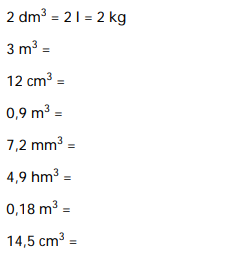 2 dm³ = 2 l = 2 kg
3 m³ =
12 cm³ =
0,9 m³ =
7,2 mm³ =
4,9 hm³ =
0,18 m³ =
14,5 cm³ =